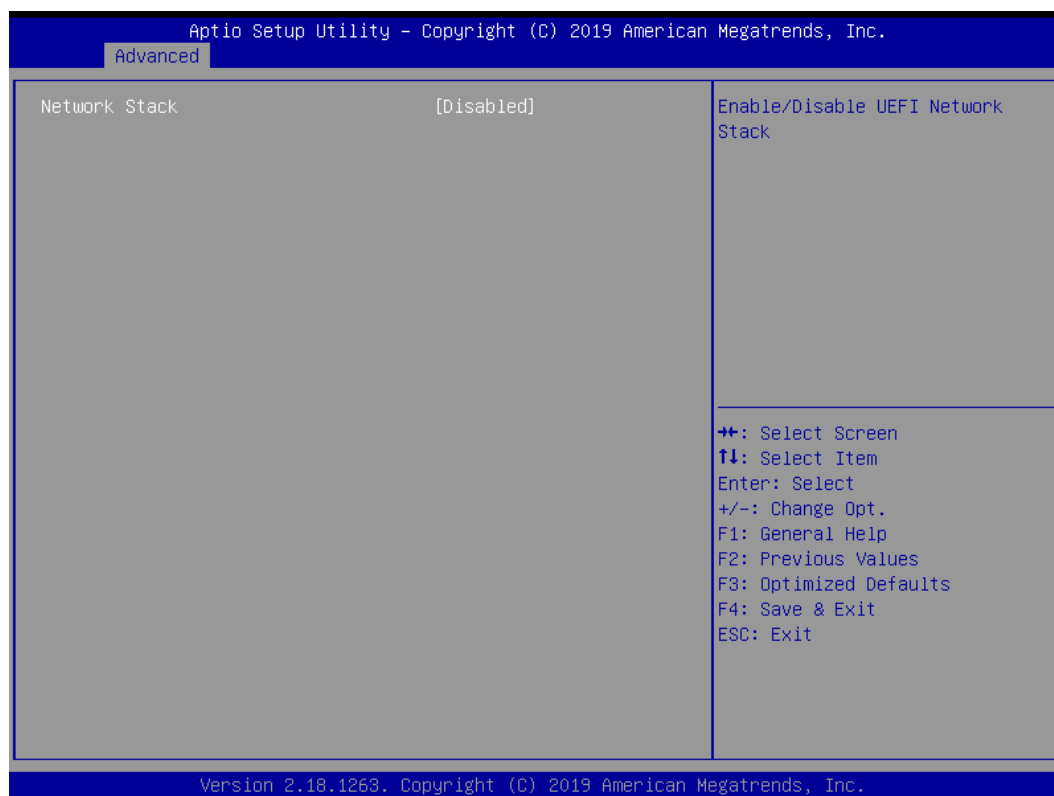 Aptio Setup Utility – Copyright (C) 2019 American Megatrends, Inc.
Advanced
Network Stack [Disabled]
Enable/Disable UEFI Network
Stack
→←: Select Screen
↑↓: Select Item
Enter: Select
+/-: Change Opt.
F1: General Help
F2: Previous Values
F3: Optimized Defaults
F4: Save & Exit
ESC: Exit
Version 2.18.1263. Copyright (C) 2019 American Megatrends, Inc.